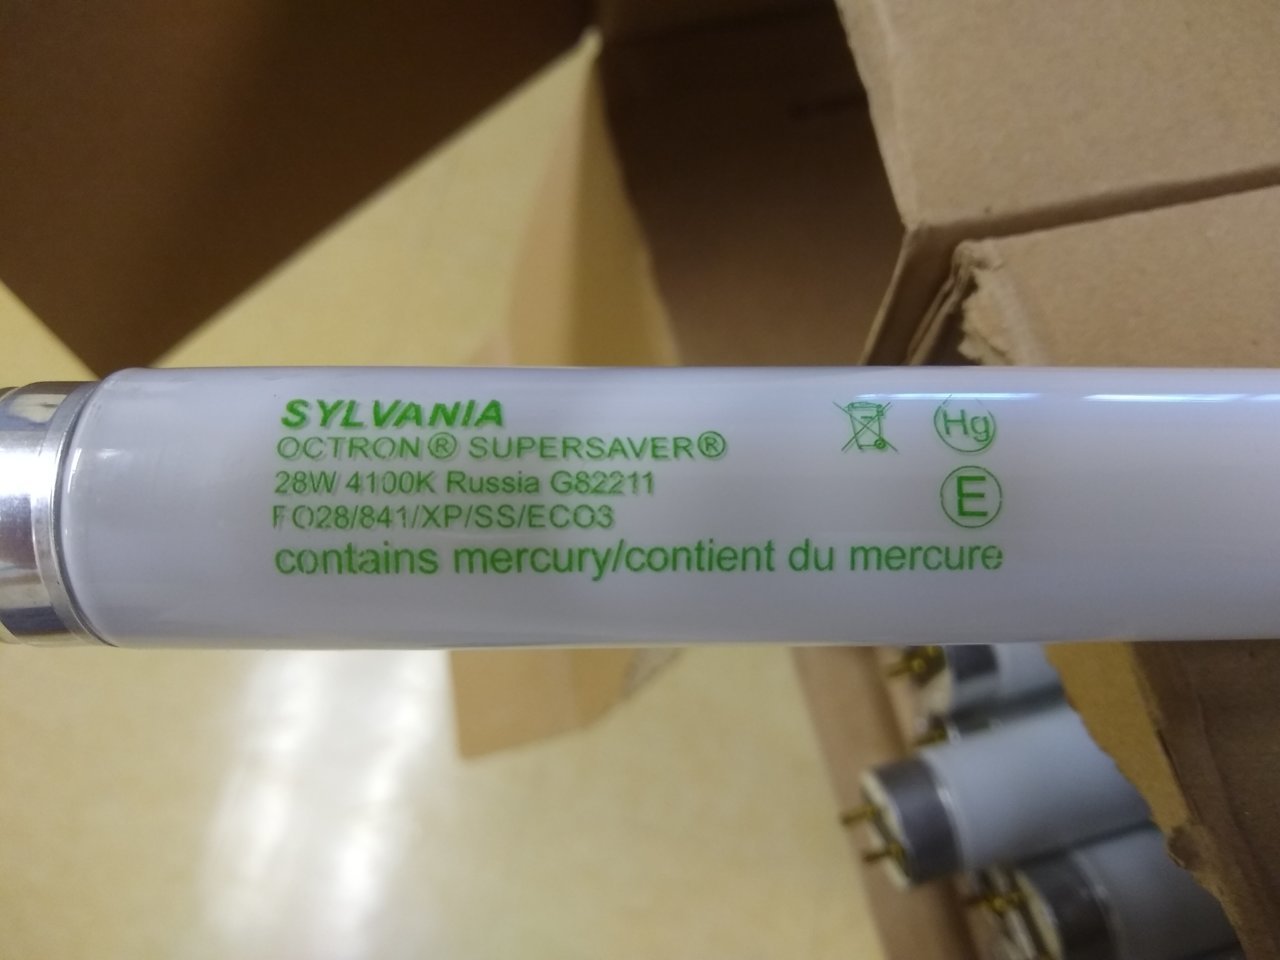 SYLVANIA
OCTRON® SUPERSAVER®
28W 4100K Russia G82211
FO28/841/XP/SS/ECO3
contains mercury/contient du mercure
Hg
E